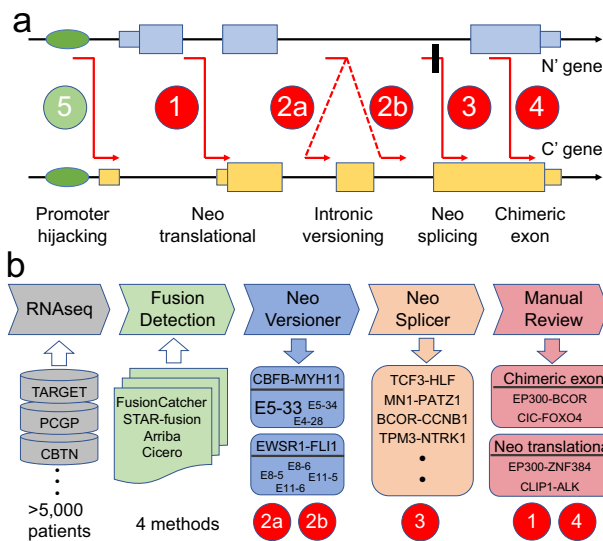 a
N' gene
5
1
2a
2b
3
4
C' gene
Promoter
hijacking
Neo
translational
Intronic
versioning
Neo
splicing
Chimeric
exon
b
RNAseq
Fusion
Detection
Neo
Versioner
Neo
Splicer
Manual
Review
TARGET
PCGP
CBTN
>5,000
patients
FusionCatcher
STAR-fusion
Arriba
Cicero
4 methods
CBFB-MYH11
E5-33 E5-34
E4-28
EWSR1-FLI1
E8-6
E8-5 E11-5
E11-6
2a 2b
TCF3-HLF
MN1-PATZ1
BCOR-CCNB1
TPM3-NTRK1
3
Chimeric exon
EP300-BCOR
CIC-FOXO4
Neo translational
EP300-ZNF384
CLIP1-ALK
1 4